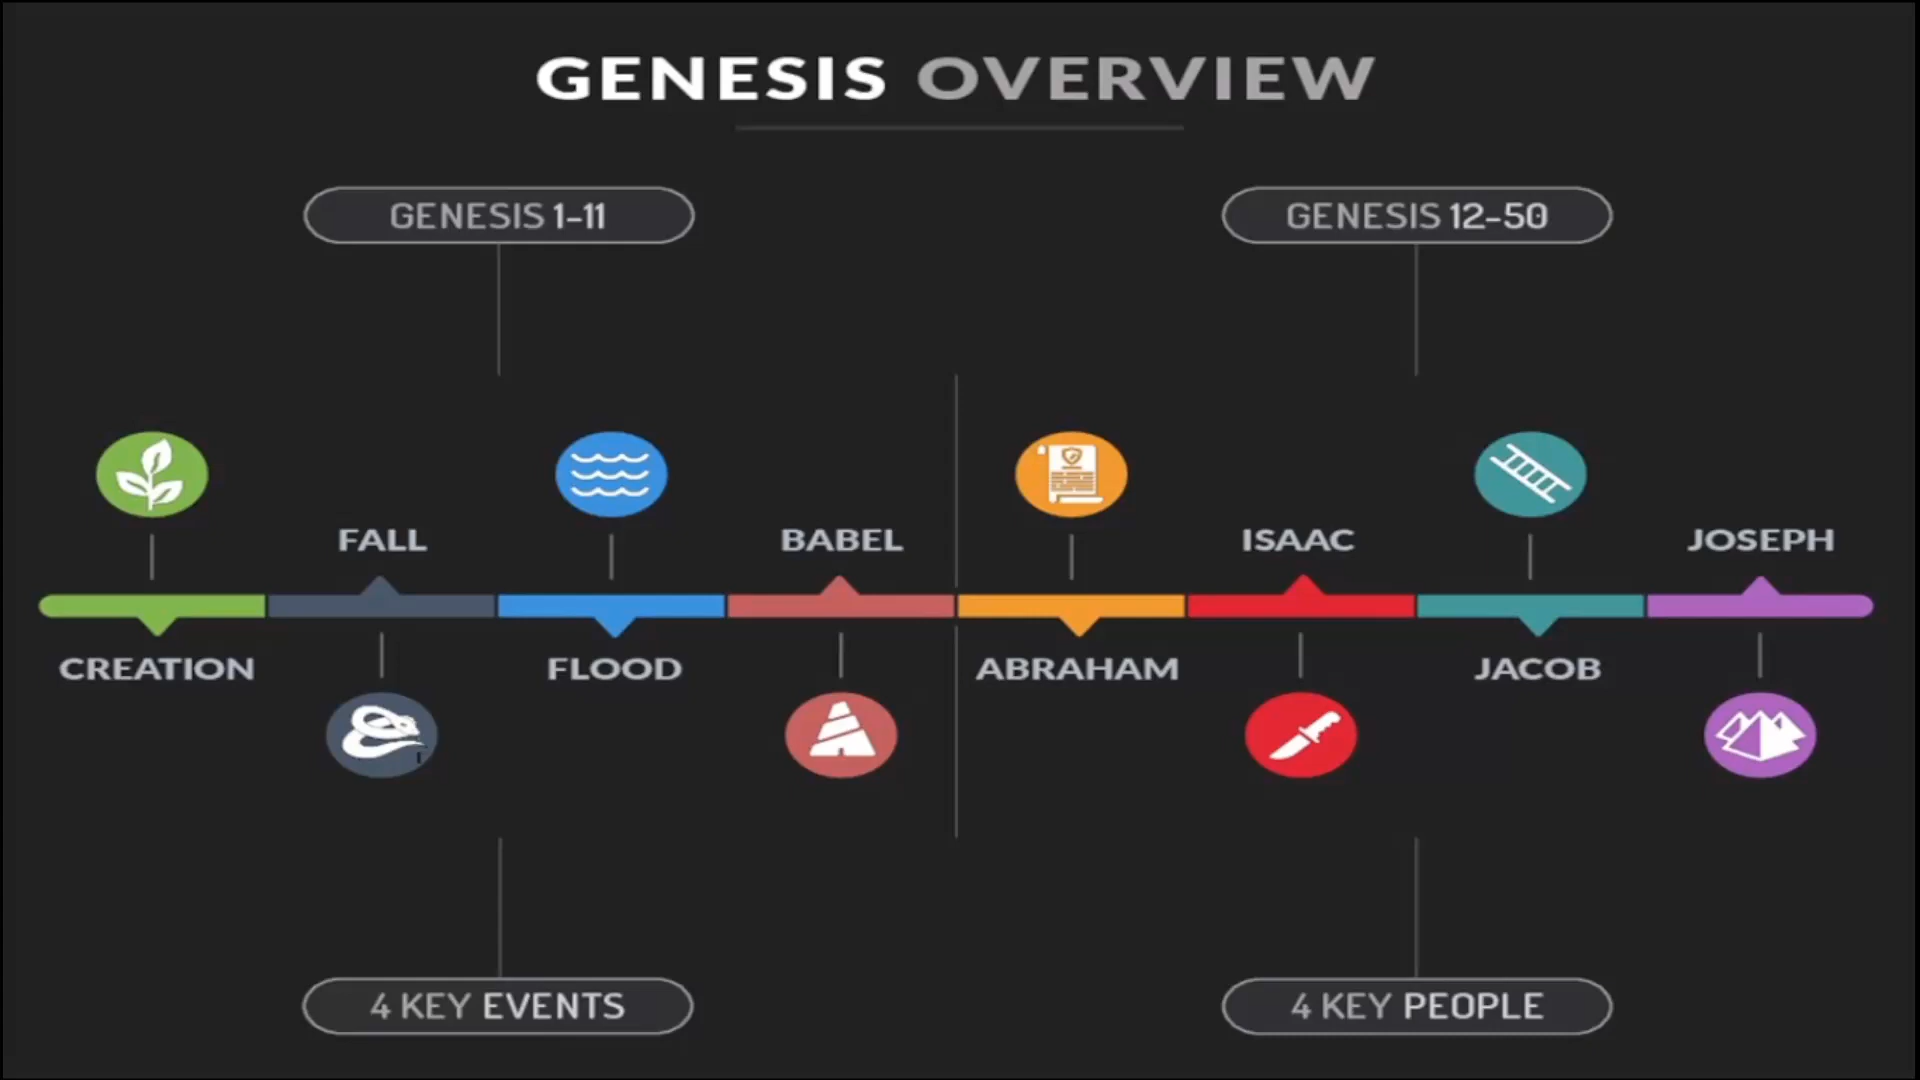 GENESIS OVERVIEW
GENESIS 1-11
GENESIS 12-50
FALL
BABEL
ISAAC
JOSEPH
CREATION
FLOOD
ABRAHAM
JACOB
4 KEY EVENTS
4 KEY PEOPLE